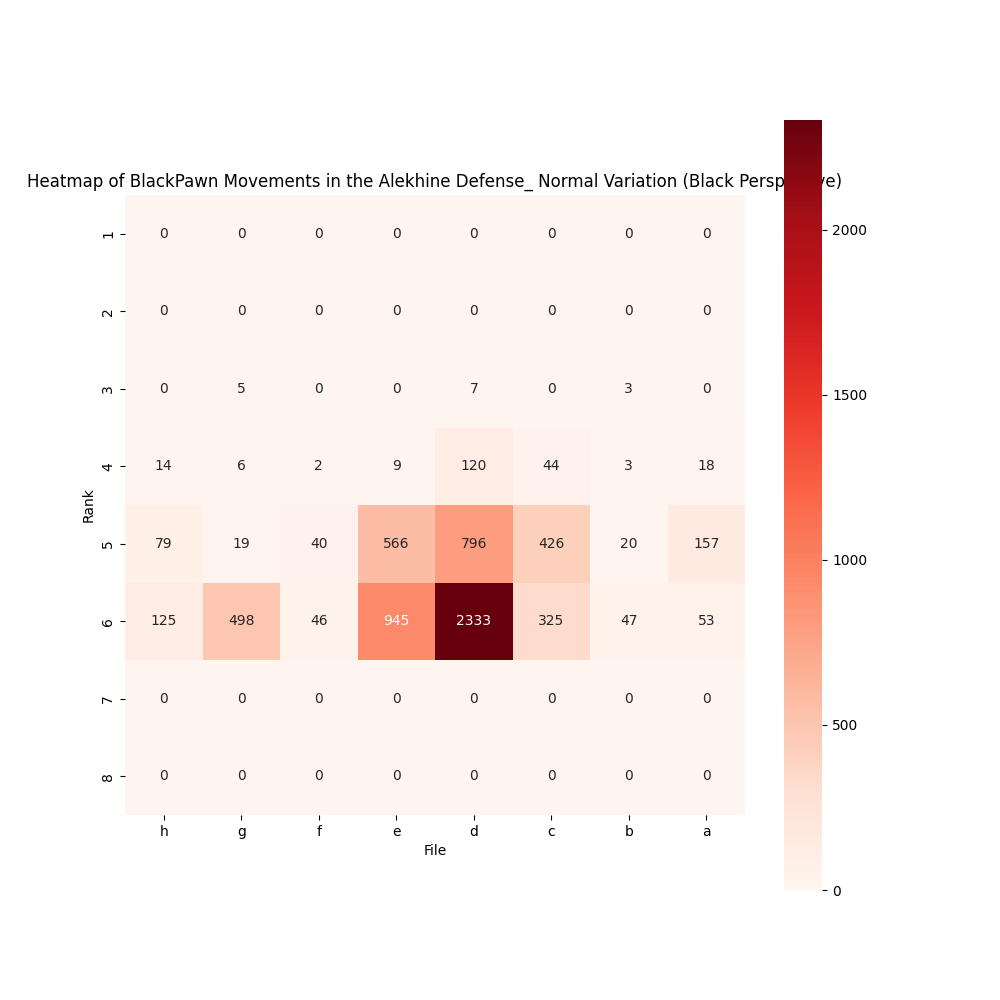 Heatmap of BlackPawn Movements in the Alekhine Defense_ Normal Variation (Black Perspective)
1 0 0 0 0 0 0 0 0
2 0 0 0 0 0 0 0 0
3 0 5 0 0 7 0 3 0
4 14 6 2 9 120 44 3 18
5 79 19 40 566 796 426 20 157
6 125 498 46 945 2333 325 47 53
7 0 0 0 0 0 0 0 0
8 0 0 0 0 0 0 0 0
h g f e d c b a
File
Rank
2000
1500
1000
500
0